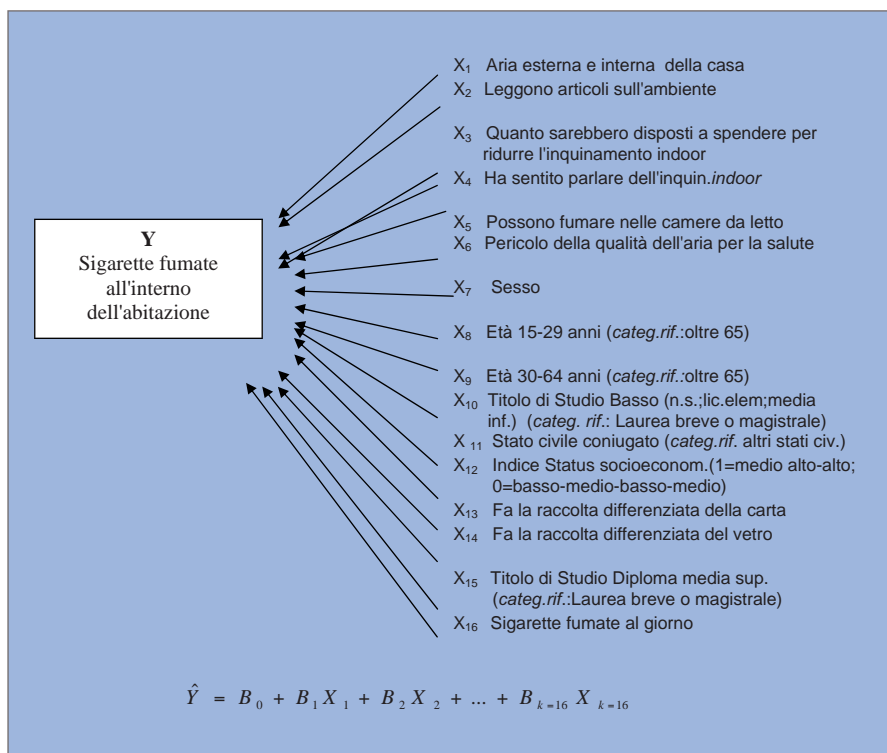 X1 Aria esterna e interna della casa
X2 Leggono articoli sull'ambiente
X3 Quanto sarebbero disposti a spendere per
ridurre l'inquinamento indoor
X4 Ha sentito parlare dell'inquin.indoor
X5 Possono fumare nelle camere da letto
X6 Pericolo della qualità dell'aria per la salute
X7 Sesso
X8 Età 15-29 anni (categ.rif.:oltre 65)
X9 Età 30-64 anni (categ.rif.:oltre 65)
X10 Titolo di Studio Basso (n.s.;lic.elem;media
inf.) (categ. rif.: Laurea breve o magistrale)
X 11 Stato civile coniugato (categ.rif. altri stati civ.)
X12 Indice Status socioeconom.(1=medio alto-alto;
0=basso-medio-basso-medio)
X13 Fa la raccolta differenziata della carta
X14 Fa la raccolta differenziata del vetro
X15 Titolo di Studio Diploma media sup.
(categ.rif.:Laurea breve o magistrale)
X16 Sigarette fumate al giorno
Y
Sigarette fumate
all'interno
dell'abitazione
Ŷ = B 0 + B 1 X 1 + B 2 X 2 + ... + B k =16 X k =16